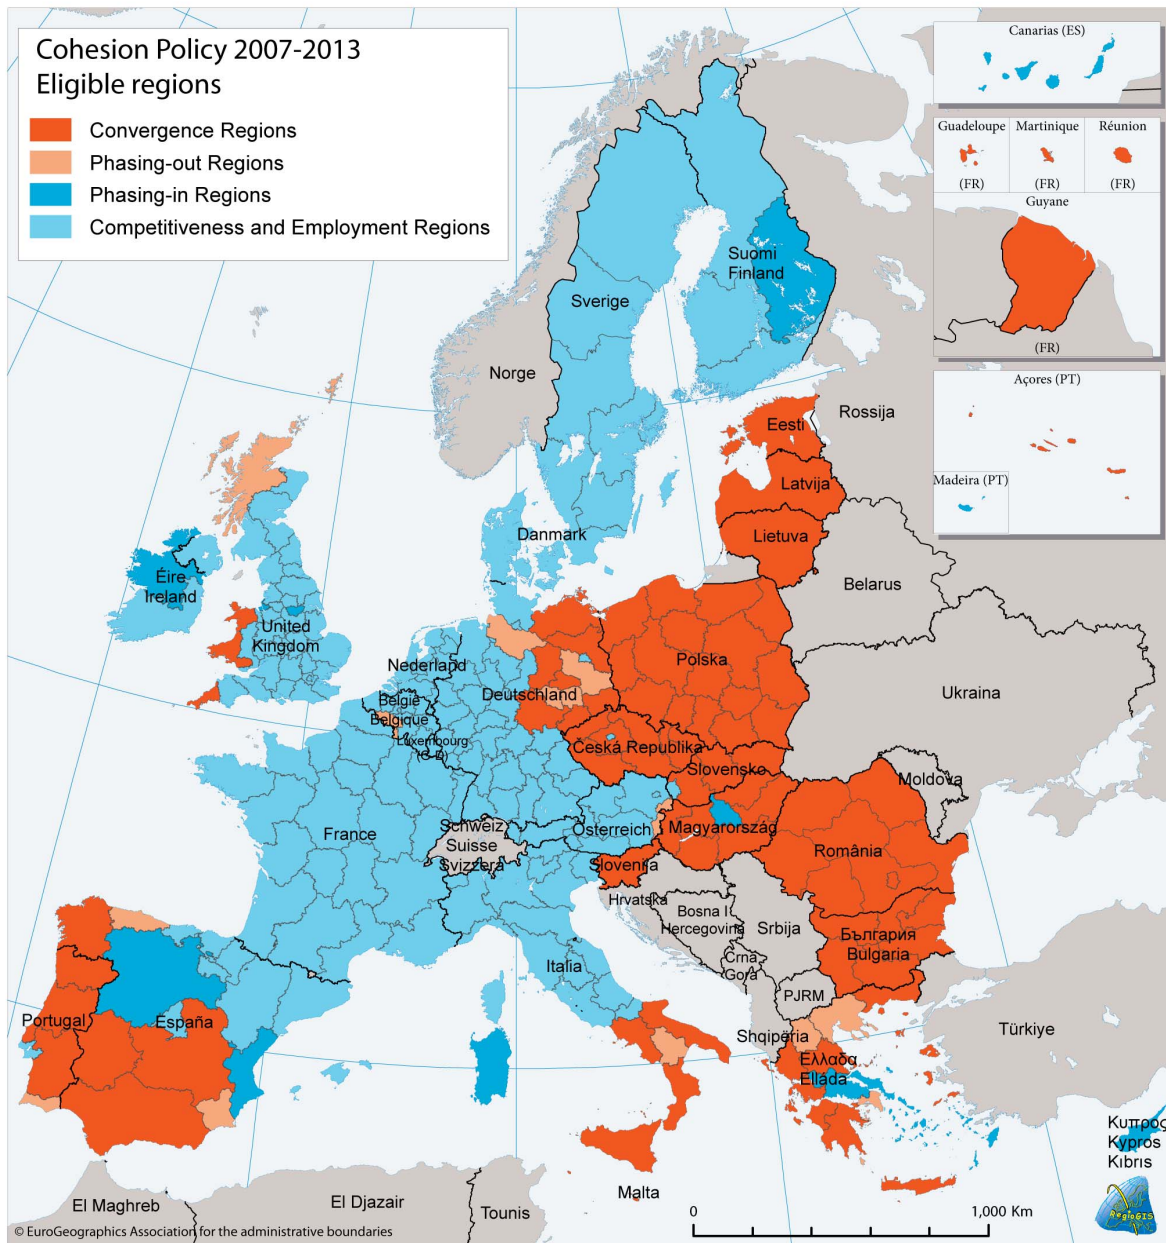 Cohesion Policy 2007-2013
Eligible regions
Convergence Regions
Phasing-out Regions
Phasing-in Regions
Competitiveness and Employment Regions
Canarias (ES)
Guadeloupe
Martinique
Réunion
(FR)
(FR)
(FR)
Guyane
(FR)
Açores (PT)
Madeira (PT)
Suomi
Finland
Sverige
Norge
Rossija
Eesti
Latvija
Lietuva
Danmark
Belarus
Éire
Ireland
United
Kingdom
Nederland
Polska
Deutschland
Ukraina
België
Belgique
Luxembourg
(G-D)
Ceská Republika
Slovensko
Moldova
France
Schweiz
Suisse
Svizzera
Österreich
Magyarország
România
Slovenija
Hrvatska
Bosna I
Hercegovina
Srbija
България
Bulgaria
Crna
Gora
Italia
PJRM
Portugal
España
Shqipëria
Ελλαδα
Elláda
Türkiye
Κυπρος
Kypros
Kıbrıs
Malta
El Maghreb
El Djazair
Tounis
0
1,000 Km
RegioGIS
© EuroGeographics Association for the administrative boundaries